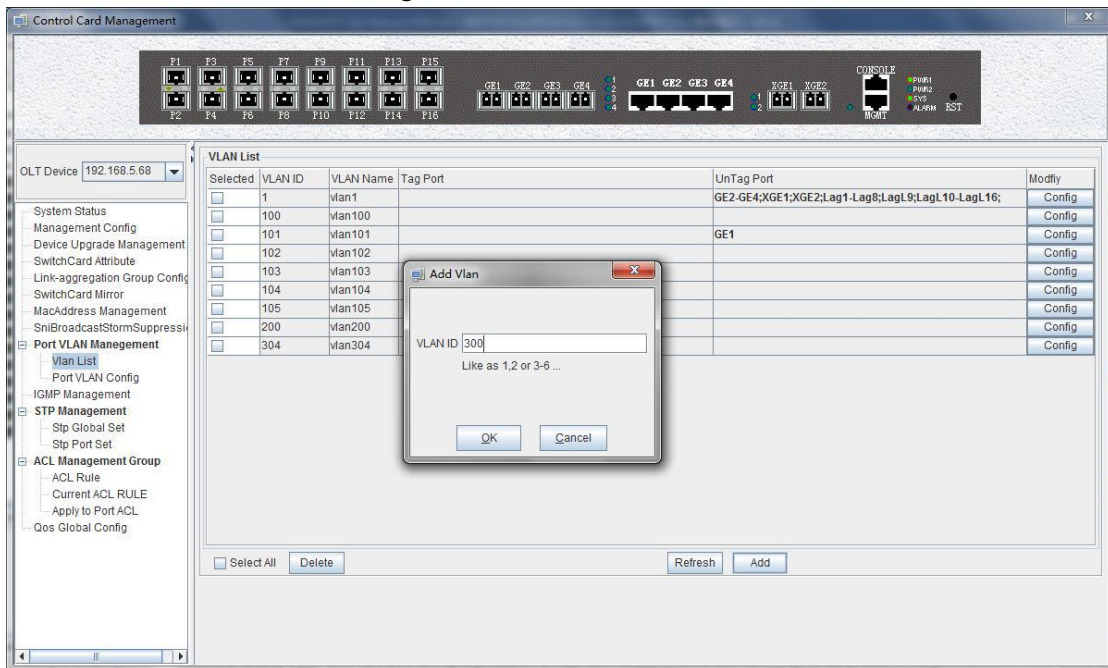 Control Card Management
P1 P3 P5 P7 P9 P11 P13 P15
P2 P4 P6 P8 P10 P12 P14 P16
GE1 GE2 GE3 GE4
1
2
3
4
GE1 GE2 GE3 GE4
1
2
XGE1 XGE2
CONSOLE
MGMT
PWR1
PWR2
SYS
ALARM
RST
OLT Device 192.168.5.68
System Status
Management Config
Device Upgrade Management
SwitchCard Attribute
Link-aggregation Group Config
SwitchCard Mirror
MacAddress Management
SniBroadcastStormSuppressi
Port VLAN Manegement
Vlan List
Port VLAN Config
IGMP Management
STP Management
Stp Global Set
Stp Port Set
ACL Management Group
ACL Rule
Current ACL RULE
Apply to Port ACL
Qos Global Config
VLAN List
Selected VLAN ID VLAN Name Tag Port UnTag Port Modfiy
1 vlan1 GE2-GE4;XGE1;XGE2;Lag1-Lag8;LagL9;LagL10-LagL16; Config
100 vlan100 Config
101 vlan101 GE1 Config
102 vlan102 Config
103 vlan103 Config
104 vlan104 Config
105 vlan105 Config
200 vlan200 Config
304 vlan304 Config
Add Vlan
VLAN ID 300
Like as 1,2 or 3-6 ...
OK Cancel
Select All Delete Refresh Add